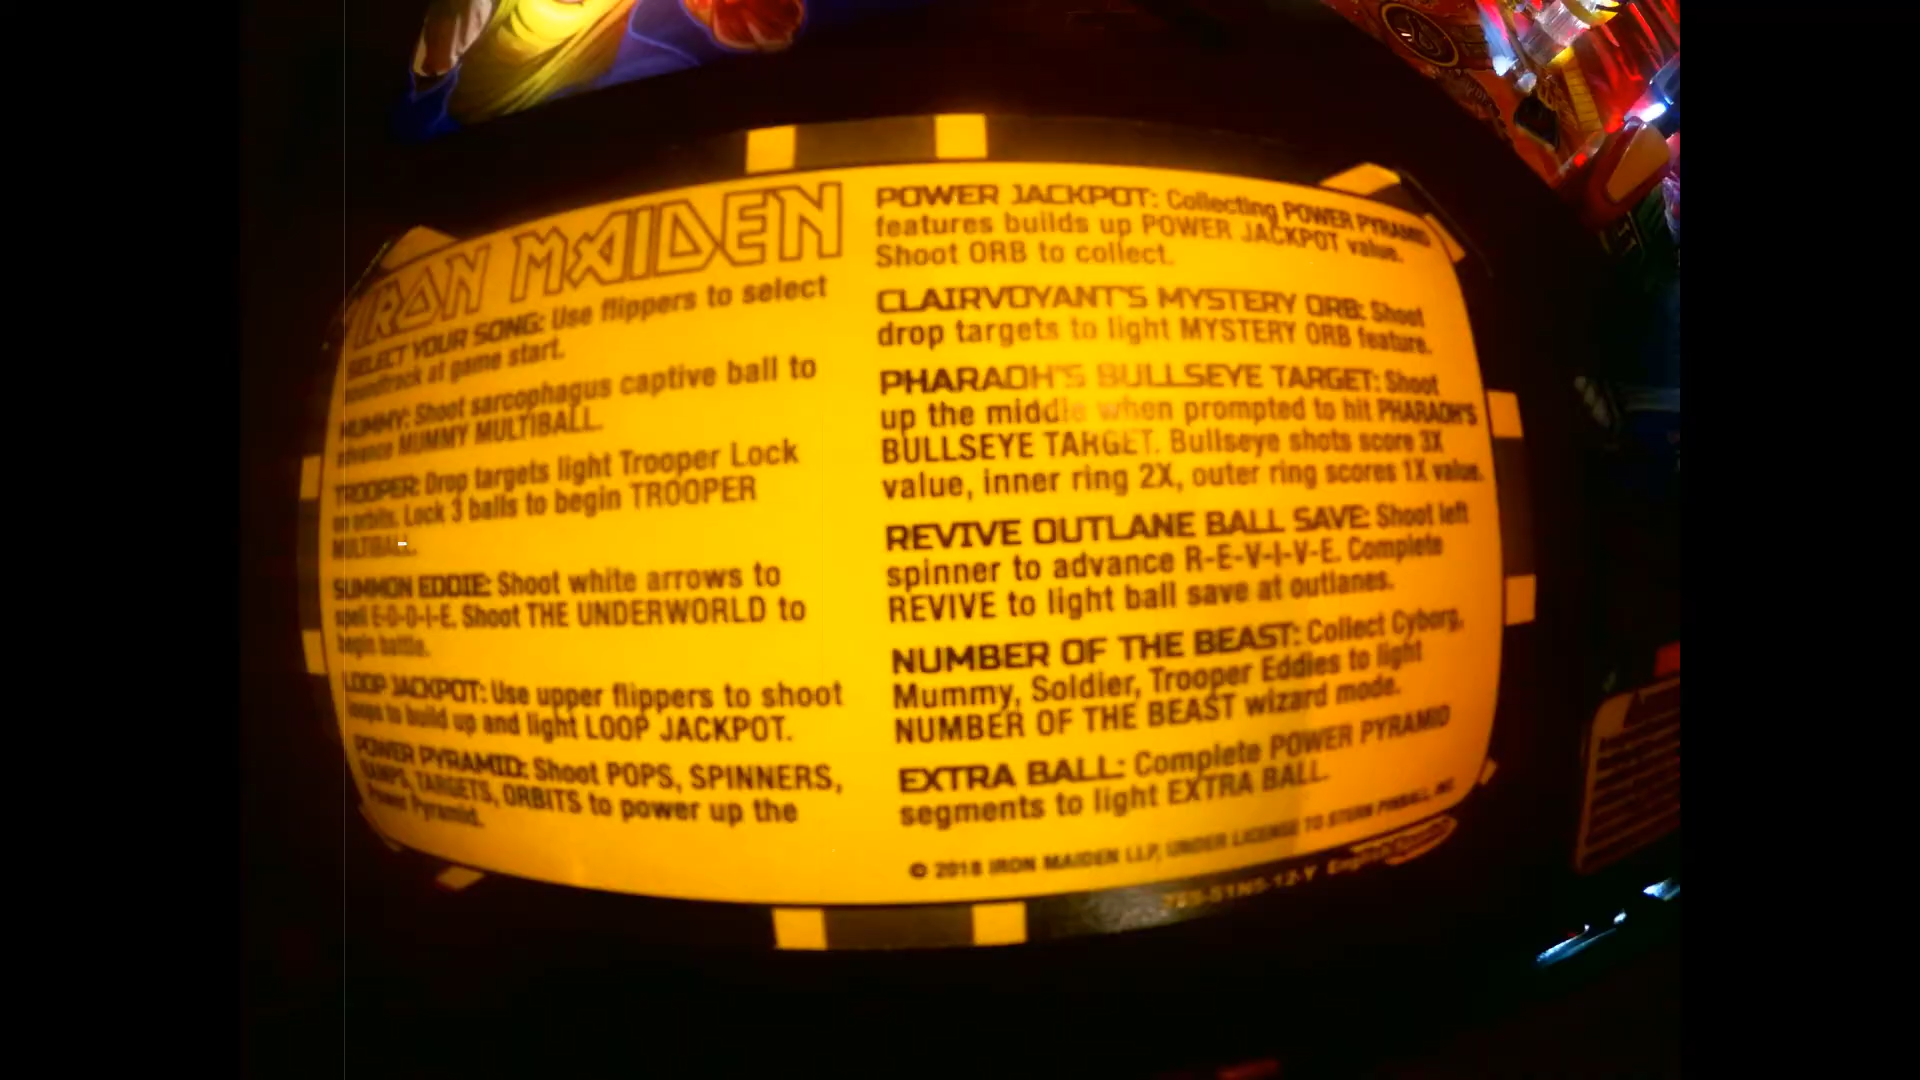 IRON MAIDEN
SELECT YOUR SONG: Use flippers to select
soundtrack at game start.
MUMMY: Shoot sarcophagus captive ball to
advance MUMMY MULTIBALL.
TROOPER: Drop targets light Trooper Lock
on orbits. Lock 3 balls to begin TROOPER
MULTIBALL.
SUMMON EDDIE: Shoot white arrows to
spell E-D-D-I-E. Shoot THE UNDERWORLD to
begin battle.
LOOP JACKPOT: Use upper flippers to shoot
loops to build up and light LOOP JACKPOT.
POWER PYRAMID: Shoot POPS, SPINNERS,
RAMPS, TARGETS, ORBITS to power up the
Power Pyramid.
POWER JACKPOT: Collecting POWER PYRAMID
features builds up POWER JACKPOT value.
Shoot ORB to collect.
CLAIRVOYANT'S MYSTERY ORB: Shoot
drop targets to light MYSTERY ORB feature.
PHARAOH'S BULLSEYE TARGET: Shoot
up the middle when prompted to hit PHARAOH'S
BULLSEYE TARGET. Bullseye shots score 3X
value, inner ring 2X, outer ring scores 1X value.
REVIVE OUTLANE BALL SAVE: Shoot left
spinner to advance R-E-V-I-V-E. Complete
REVIVE to light ball save at outlanes.
NUMBER OF THE BEAST: Collect Cyborg,
Mummy, Soldier, Trooper Eddies to light
NUMBER OF THE BEAST wizard mode.
EXTRA BALL: Complete POWER PYRAMID
segments to light EXTRA BALL.
© 2018 IRON MAIDEN LLP, UNDER LICENSE TO STERN PINBALL, INC.